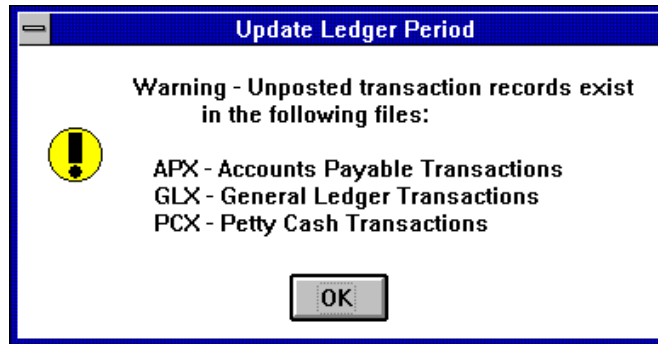 Update Ledger Period
Warning - Unposted transaction records exist
in the following files:
APX - Accounts Payable Transactions
GLX - General Ledger Transactions
PCX - Petty Cash Transactions
OK